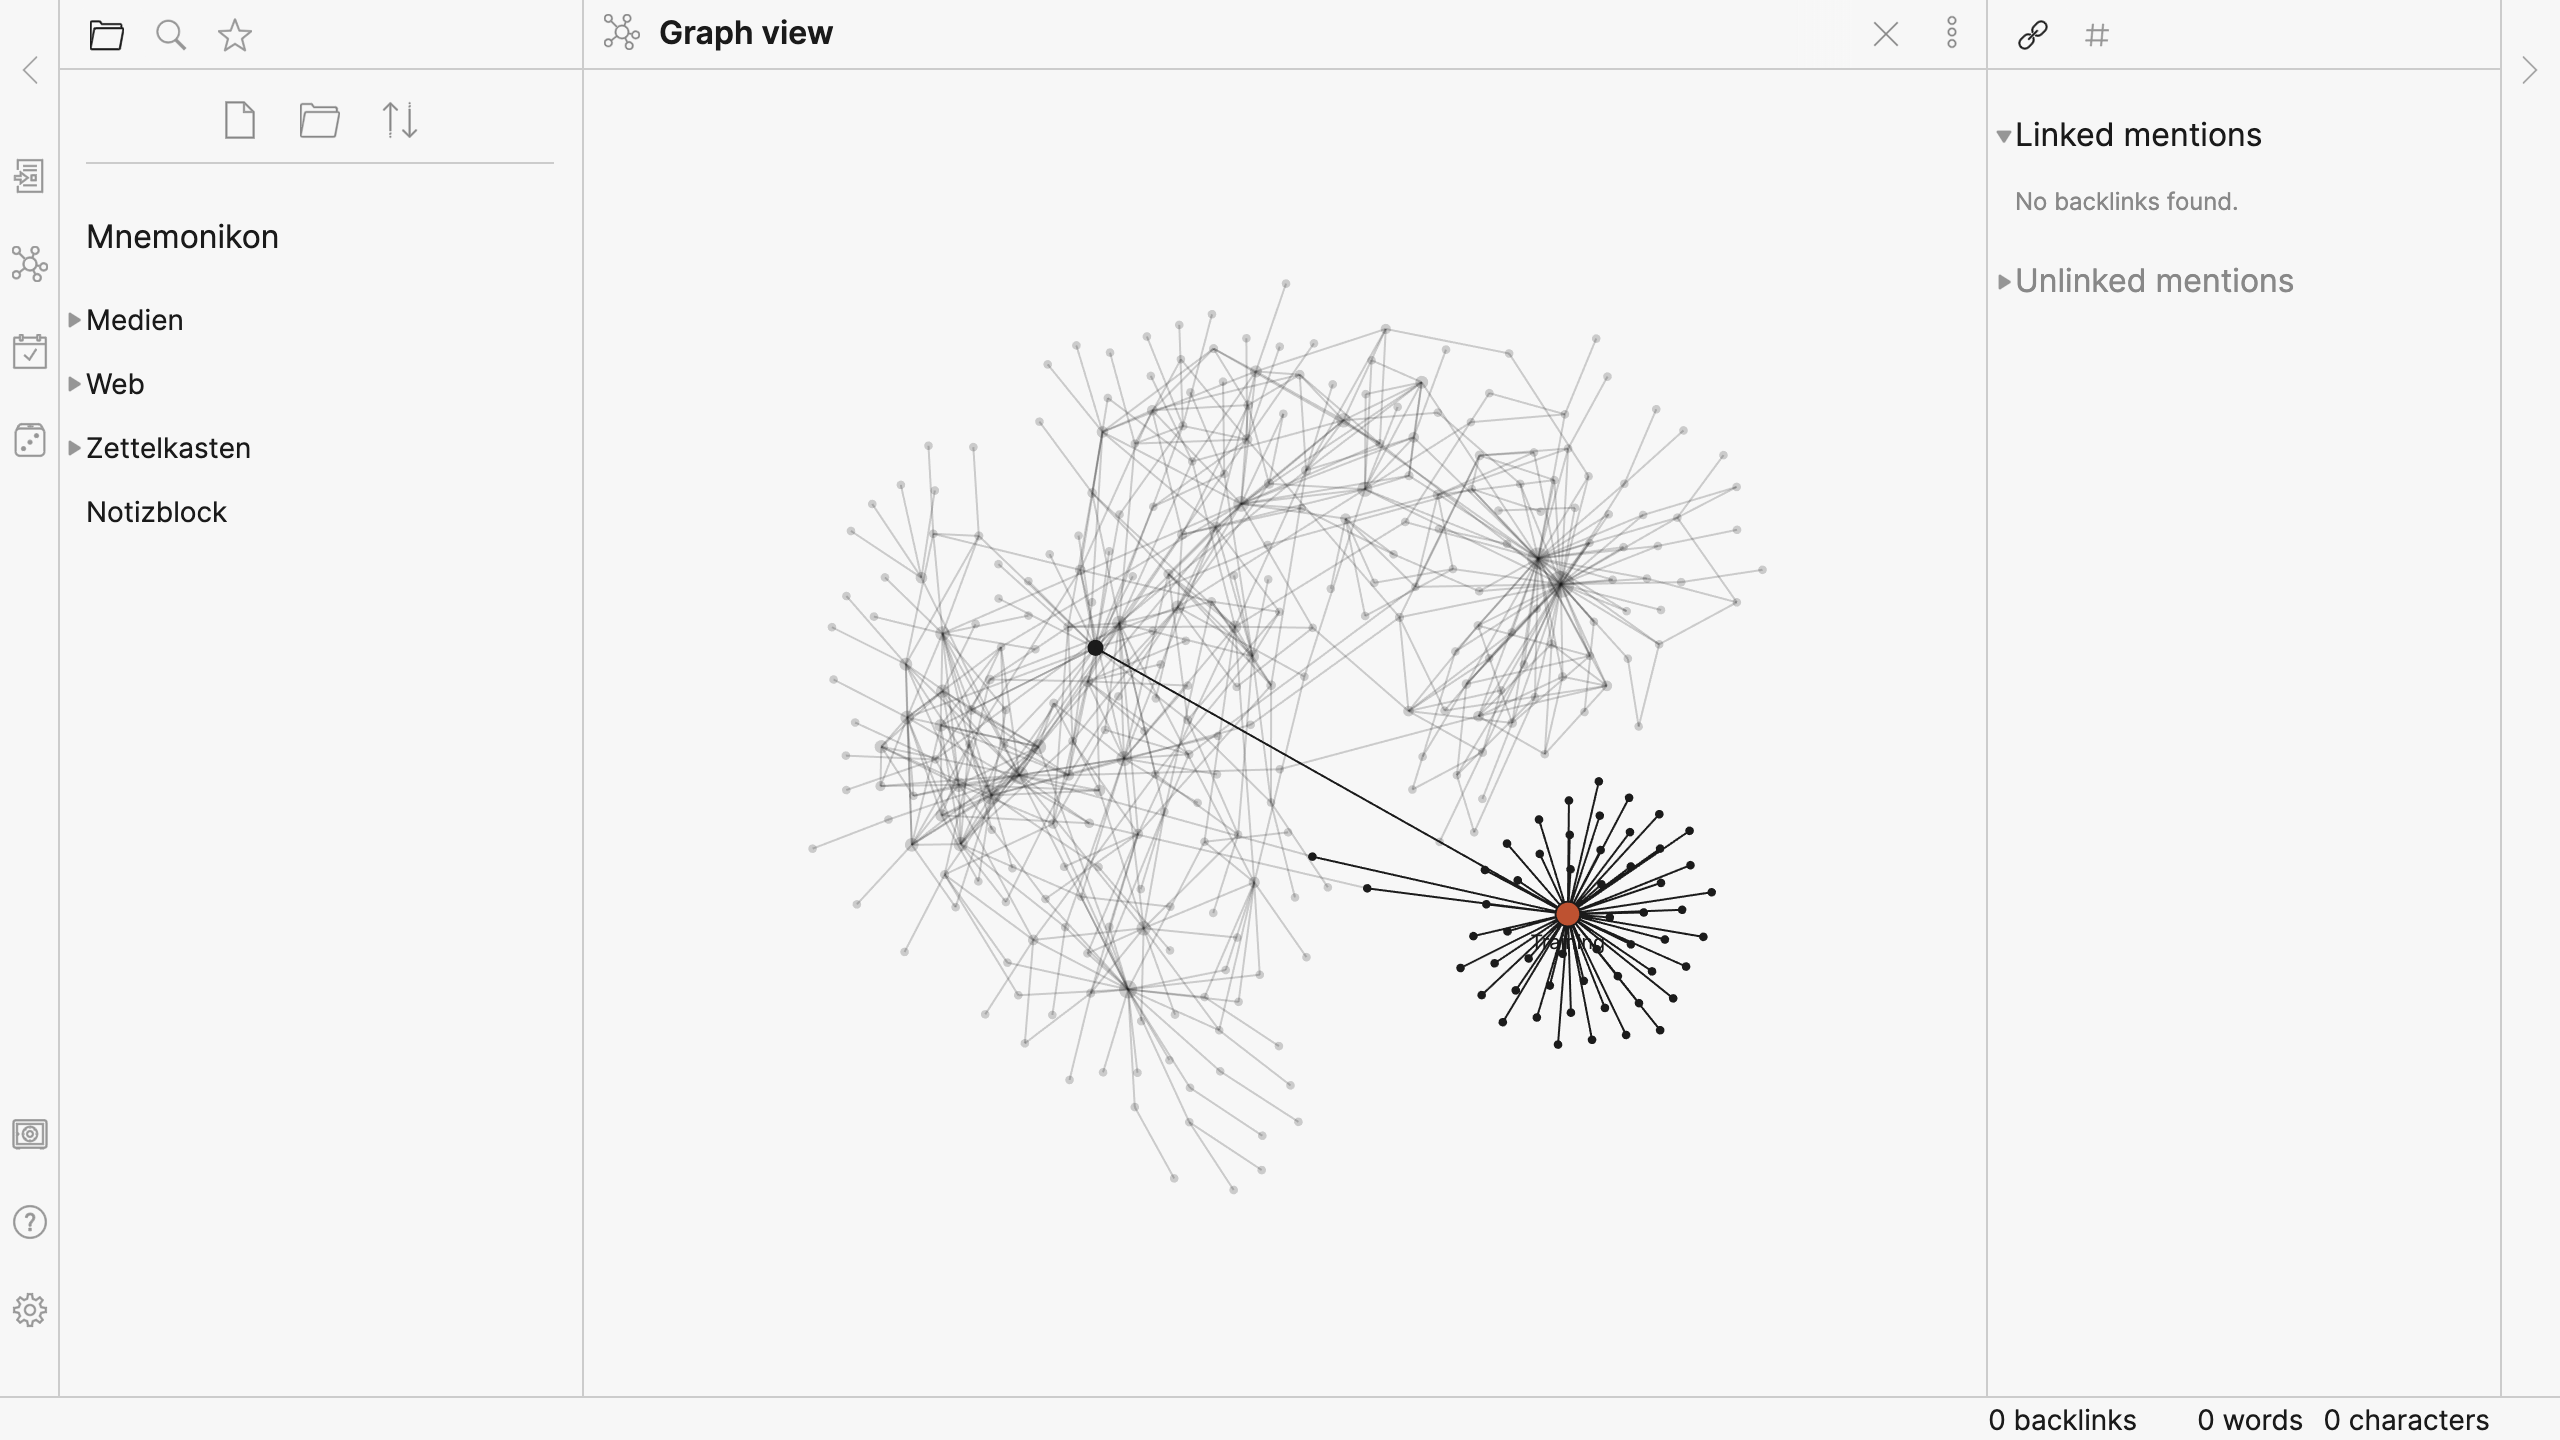 Graph view
Mnemonikon
Medien
Web
Zettelkasten
Notizblock
Training
Linked mentions
No backlinks found.
Unlinked mentions
0 backlinks 0 words 0 characters